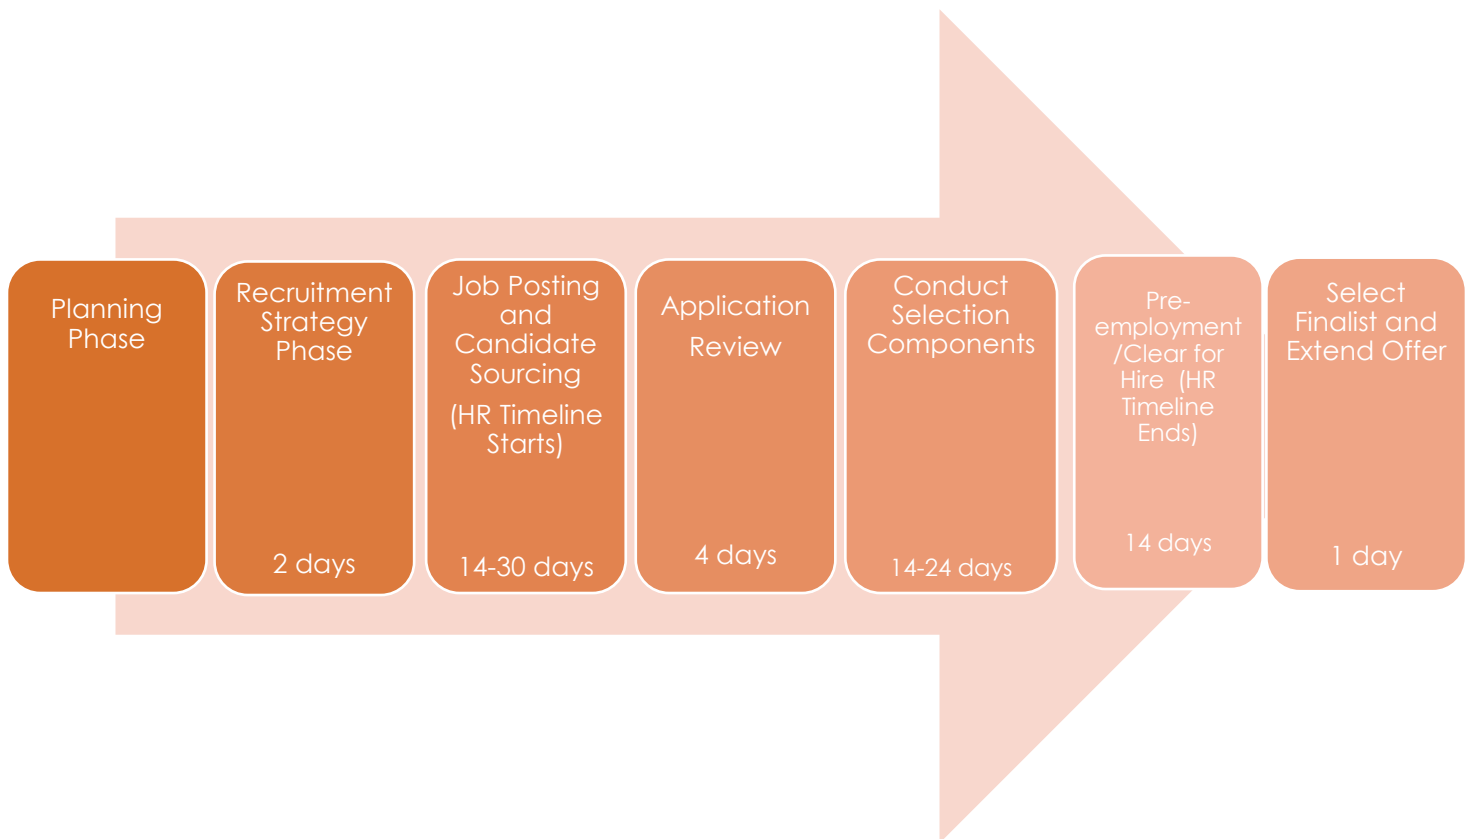 Planning
Phase
Recruitment
Strategy
Phase
2 days
Job Posting
and
Candidate
Sourcing
(HR Timeline
Starts)
14-30 days
Application
Review
4 days
Conduct
Selection
Components
14-24 days
Pre-
employment
/Clear for
Hire (HR
Timeline
Ends)
14 days
Select
Finalist and
Extend Offer
1 day